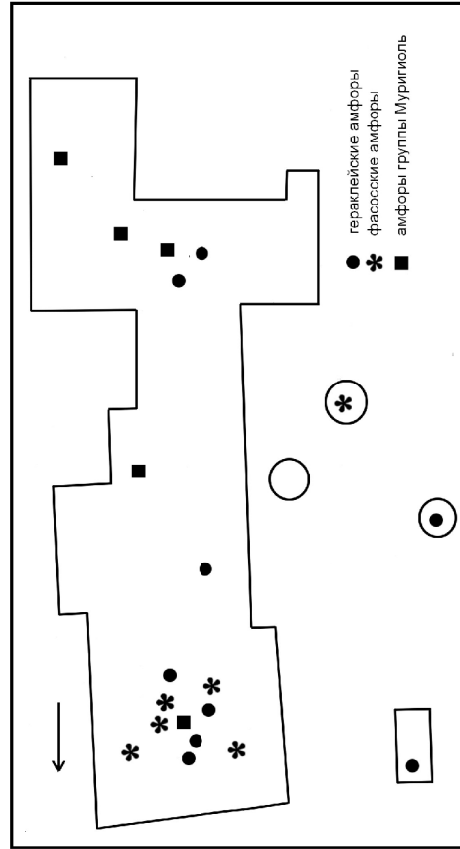 гераклейские амфоры
фасосские амфоры
амфоры группы Муригиоль